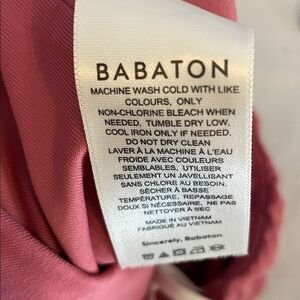 BABATON
MACHINE WASH COLD WITH LIKE
COLOURS, ONLY
NON-CHLORINE BLEACH WHEN
NEEDED, TUMBLE DRY LOW,
COOL IRON ONLY IF NEEDED,
DO NOT DRY CLEAN
LAVER À LA MACHINE À L'EAU
FROIDE AVEC COULEURS
SEMBLABLES, UTILISER
SEULEMENT UN JAVELLISANT
SANS CHLORE AU BESOIN,
SÉCHER À BASSE
TEMPÉRATURE, REPASSAGE
DOUX SI NÉCESSAIRE, NE PAS
NETTOYER À SEC
MADE IN VIETNAM
FABRIQUÉ AU VIETNAM
Sincerely, Babaton